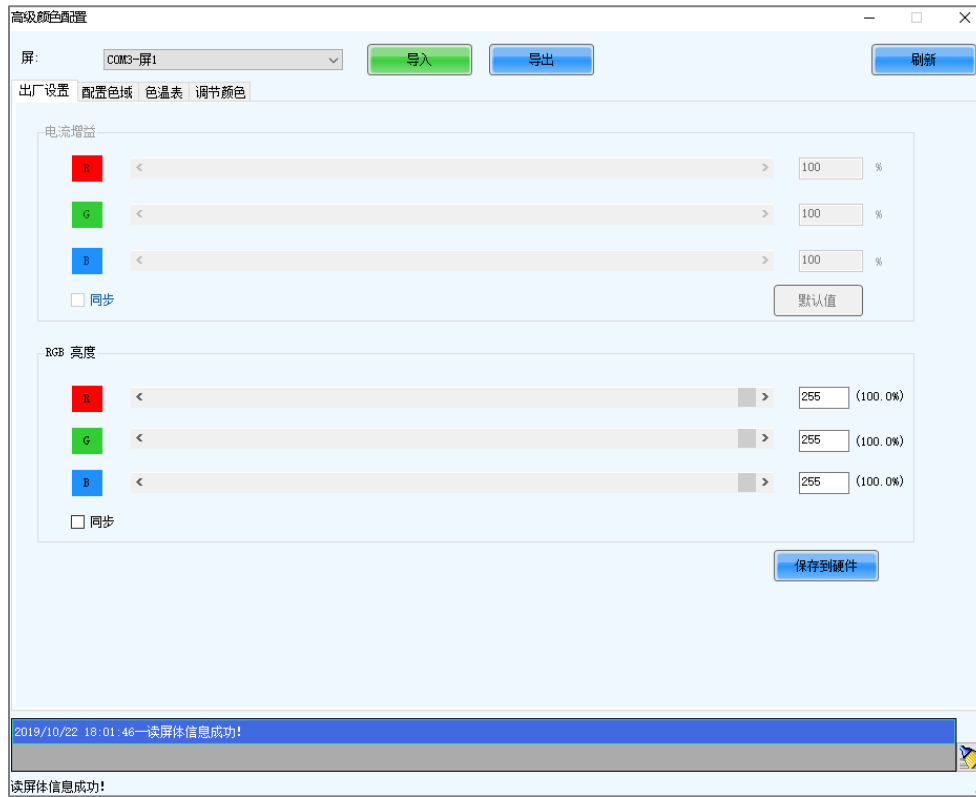 高级颜色配置
屏: COM3-屏1 导入 导出 刷新
出厂设置 配置色域 色温表 调节颜色
电流增益
R 100 %
G 100 %
B 100 %
同步 默认值
RGB 亮度
R 255 (100.0%)
G 255 (100.0%)
B 255 (100.0%)
同步
保存到硬件
2019/10/22 18:01:46—读屏体信息成功!
读屏体信息成功!